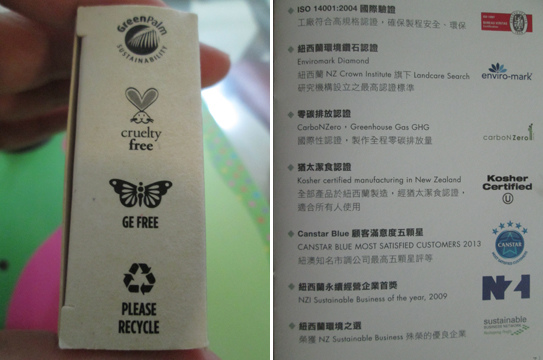 GreenPalm
SUSTAINABILITY
cruelty
free
GE FREE
PLEASE
RECYCLE
ISO 14001:2004 國際驗證
工廠符合高規格認證，確保製程安全、環保
紐西蘭環境鑽石認證
Enviromark Diamond
紐西蘭 NZ Crown Institute 旗下 Landcare Search
研究機構設立之最高認證標準
enviro-mark
零碳排放認證
CarboNZero，Greenhouse Gas GHG
國際性認證，製作全程零碳排放量
carboNZero
猶太潔食認證
Kosher certified manufacturing in New Zealand
全部產品於紐西蘭製造，經猶太潔食認證，
適合所有人使用
Kosher
Certified
U
Canstar Blue 顧客滿意度五顆星
CANSTAR BLUE MOST SATISFIED CUSTOMERS 2013
紐澳知名市調公司最高五顆星評等
CANSTAR
紐西蘭永續經營企業首獎
NZI Sustainable Business of the year, 2009
NZI
紐西蘭環境之選
榮獲 NZ Sustainable Business 殊榮的優良企業
sustainable